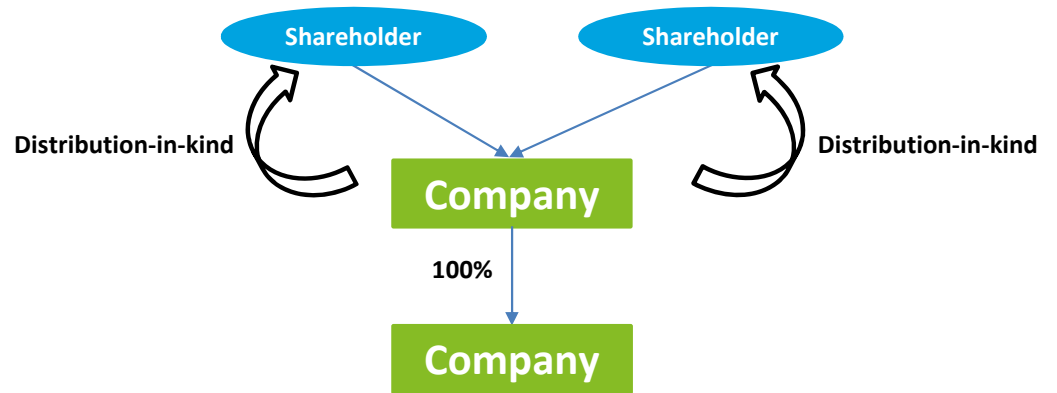 Shareholder
Shareholder
Distribution-in-kind
Distribution-in-kind
Company
100%
Company